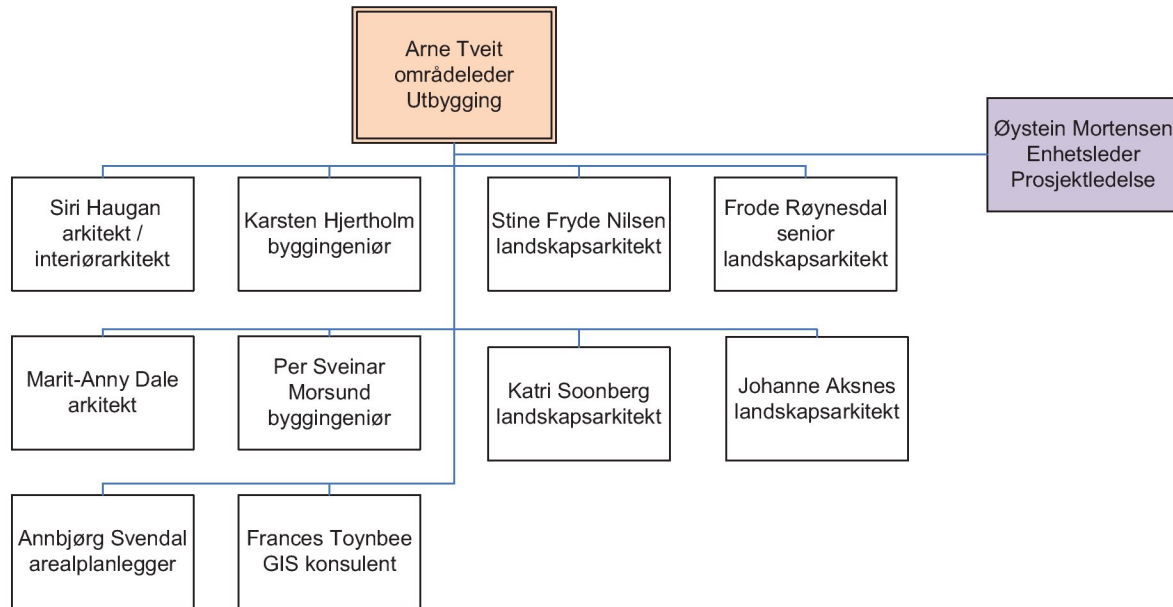 Arne Tveit
områdeleder
Utbygging
Øystein Mortensen
Enhetsleder
Prosjektledelse
Siri Haugan
arkitekt /
interiørarkitekt
Karsten Hjertholm
byggingeniør
Stine Fryde Nilsen
landskapsarkitekt
Frode Røynesdal
senior
landskapsarkitekt
Marit-Anny Dale
arkitekt
Per Sveinar
Morsund
byggingeniør
Katri Soonberg
landskapsarkitekt
Johanne Aksnes
landskapsarkitekt
Annbjørg Svendal
arealplanlegger
Frances Toynbee
GIS konsulent